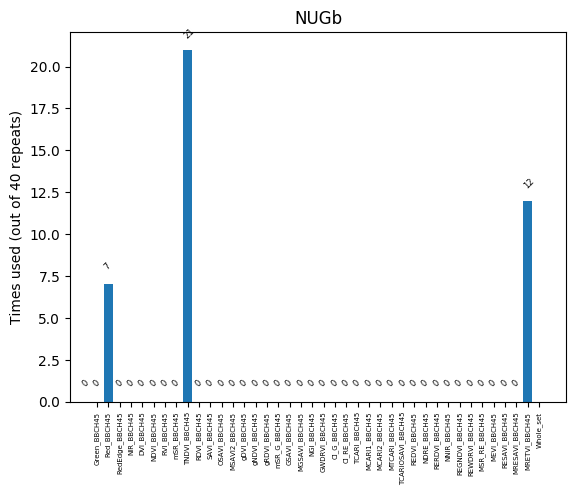 NUGb
Times used (out of 40 repeats)
20.0
17.5
15.0
12.5
10.0
7.5
5.0
2.5
0.0
0 0 7 0 0 0 0 0 0 21 0 0 0 0 0 0 0 0 0 0 0 0 0 0 0 0 0 0 0 0 0 0 0 0 0 0 0 0 0 12
Green_BBCH45
Red_BBCH45
RedEdge_BBCH45
NIR_BBCH45
DVI_BBCH45
NDVI_BBCH45
RVI_BBCH45
mSR_BBCH45
TNDVI_BBCH45
RDVI_BBCH45
SAVI_BBCH45
OSAVI_BBCH45
MSAVI2_BBCH45
gDVI_BBCH45
gNDVI_BBCH45
gRDVI_BBCH45
mSR_G_BBCH45
GSAVI_BBCH45
MGSAVI_BBCH45
NGI_BBCH45
GWDRVI_BBCH45
CI_G_BBCH45
CI_RE_BBCH45
TCARI_BBCH45
MCARI1_BBCH45
MCARI2_BBCH45
MTCARI_BBCH45
TCARIOSAVI_BBCH45
REDVI_BBCH45
NDRE_BBCH45
RERDVI_BBCH45
NNIR_BBCH45
REGNDVI_BBCH45
REWDRVI_BBCH45
MSR_RE_BBCH45
MEVI_BBCH45
RESAVI_BBCH45
MRESAVI_BBCH45
MRETVI_BBCH45
Whole_set